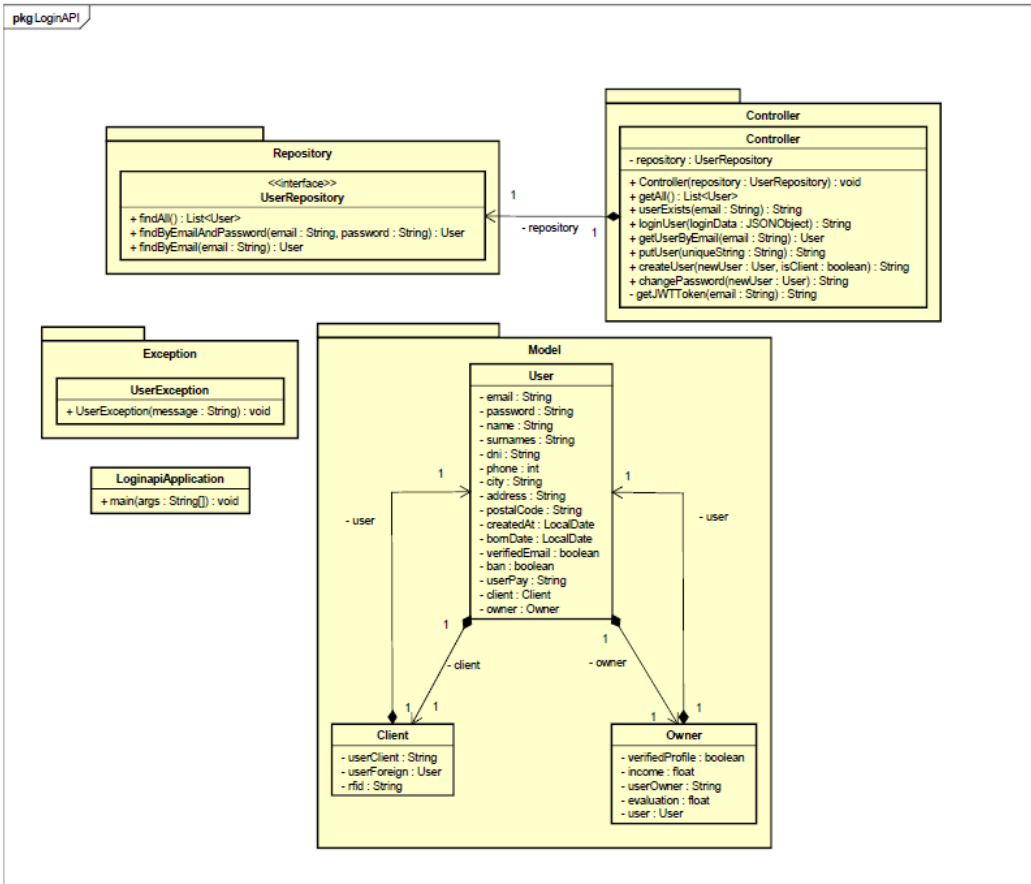 pkg LoginAPI
Controller
Controller
- repository : UserRepository
+ Controller(repository : UserRepository) : void
+ getAll() : List<User>
+ userExists(email : String) : String
+ loginUser(loginData : JSONObject) : String
+ getUserByEmail(email : String) : User
+ putUser(uniqueString : String) : String
+ createUser(newUser : User, isClient : boolean) : String
+ changePassword(newUser : User) : String
- getJWTToken(email : String) : String
Repository
<<interface>>
UserRepository
+ findAll() : List<User>
+ findByEmailAndPassword(email : String, password : String) : User
+ findByEmail(email : String) : User
1
- repository
1
Exception
UserException
+ UserException(message : String) : void
LoginapiApplication
+ main(args : String[]) : void
Model
User
- email : String
- password : String
- name : String
- surnames : String
- dni : String
- phone : int
- city : String
- address : String
- postalCode : String
- createdAt : LocalDate
- bornDate : LocalDate
- verifiedEmail : boolean
- ban : boolean
- userPay : String
- client : Client
- owner : Owner
1
1
- user
- user
1
1
- client
- owner
1
1
1
1
Client
- userClient : String
- userForeign : User
- rfid : String
Owner
- verifiedProfile : boolean
- income : float
- userOwner : String
- evaluation : float
- user : User